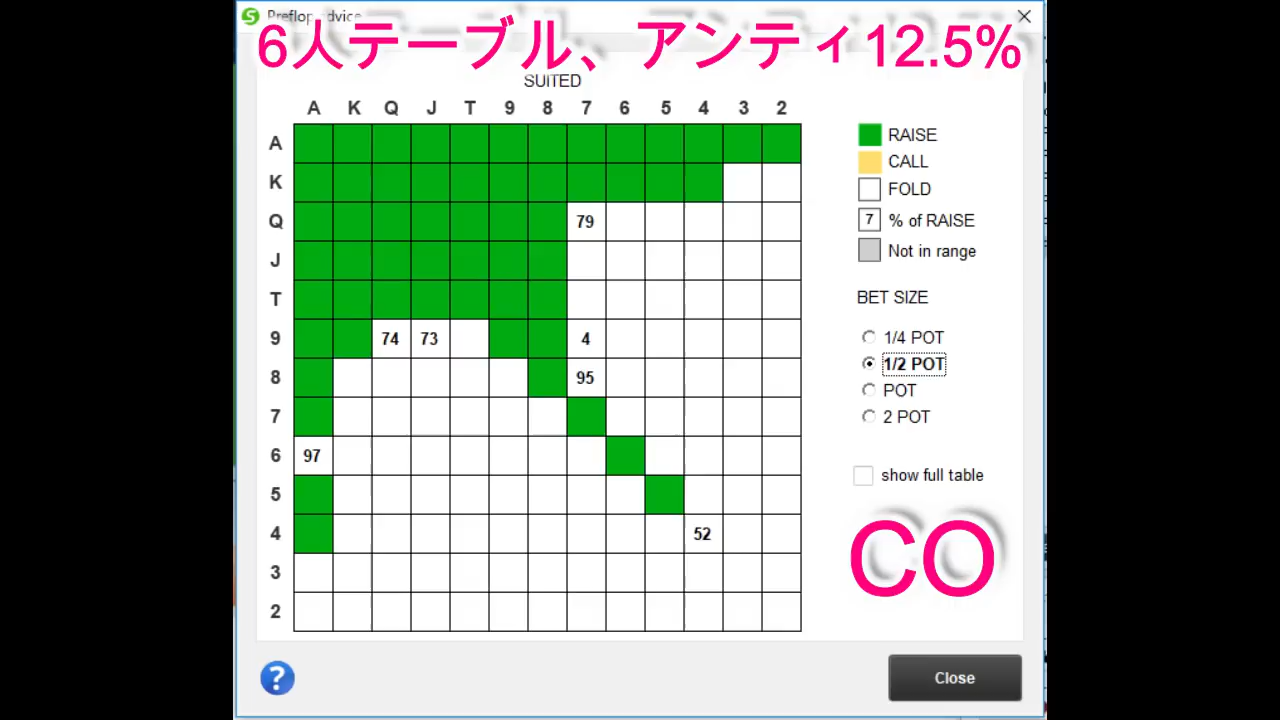 Preflop advice
6人テーブル、アンティ12.5%
SUITED
A K Q J T 9 8 7 6 5 4 3 2
A
K
Q 79
J
T
9 74 73 4
8 95
7
6 97
5
4 52
3
2
RAISE
CALL
FOLD
7 % of RAISE
Not in range
BET SIZE
1/4 POT
1/2 POT
POT
2 POT
show full table
CO
?
Close